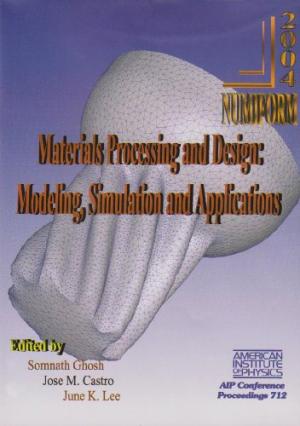 2004
NUMIFORM
Materials Processing and Design:
Modeling, Simulation and Applications
Edited by
Somnath Ghosh
Jose M. Castro
June K. Lee
AMERICAN
INSTITUTE
OF PHYSICS
AIP Conference
Proceedings 712